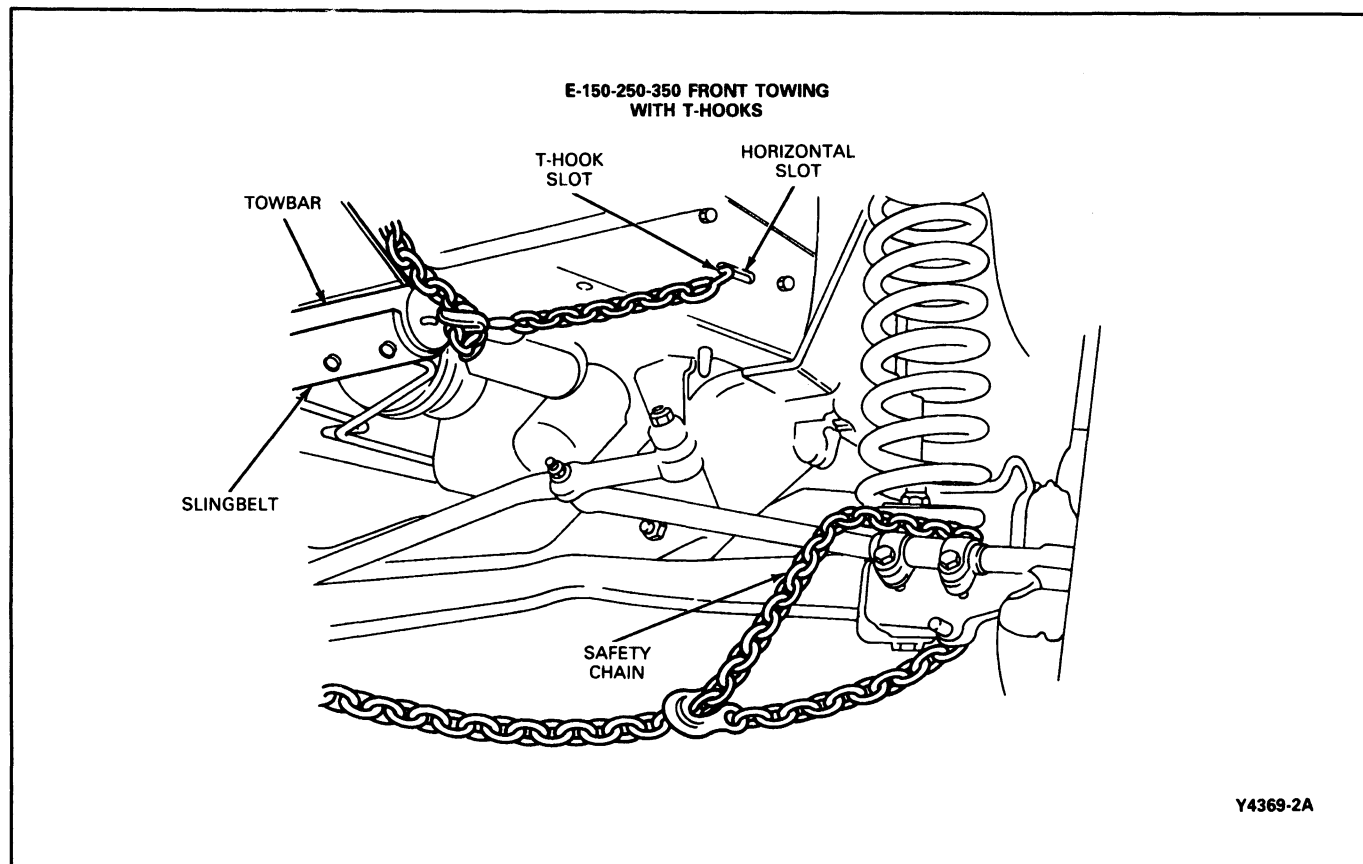 E-150-250-350 FRONT TOWING
WITH T-HOOKS
T-HOOK
SLOT
HORIZONTAL
SLOT
TOWBAR
SLINGBELT
SAFETY
CHAIN
Y4369-2A